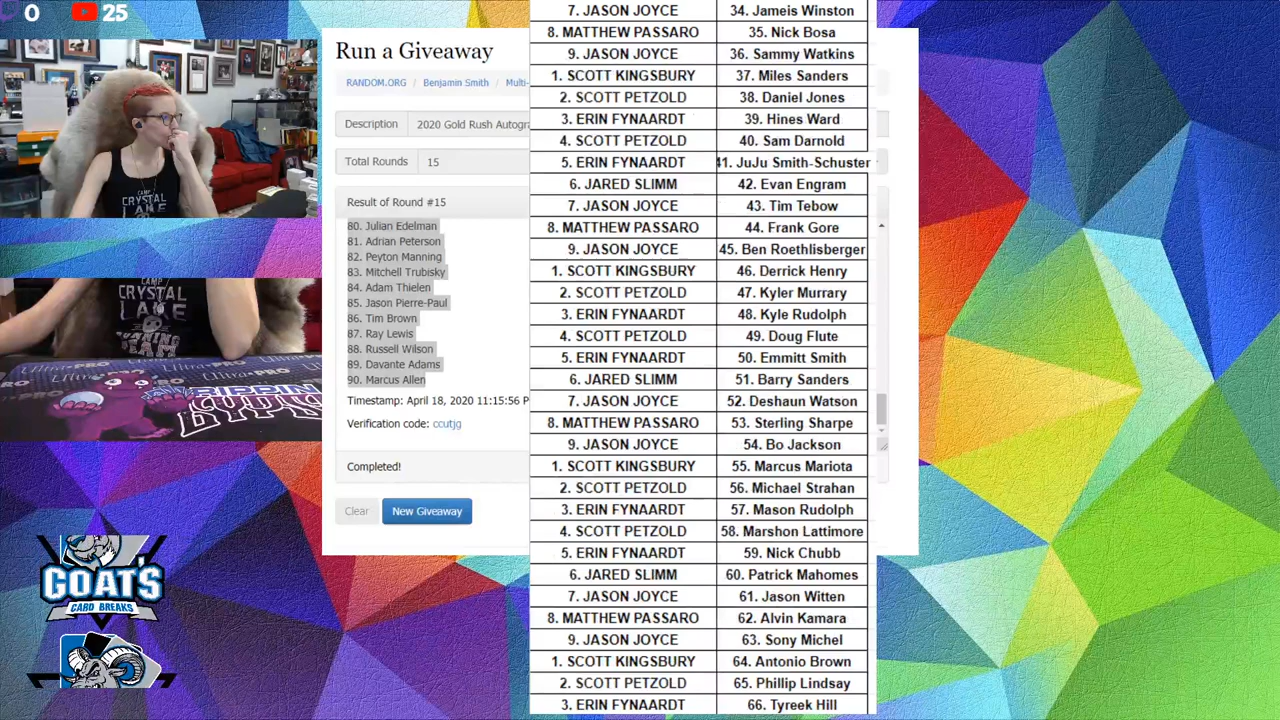 0
25
Run a Giveaway
RANDOM.ORG / Benjamin Smith / Multi-
Description 2020 Gold Rush Autogra
Total Rounds 15
Result of Round #15
80. Julian Edelman
81. Adrian Peterson
82. Peyton Manning
83. Mitchell Trubisky
84. Adam Thielen
85. Jason Pierre-Paul
86. Tim Brown
87. Ray Lewis
88. Russell Wilson
89. Davante Adams
90. Marcus Allen
Timestamp: April 18, 2020 11:15:56 P
Verification code: ccutjg
Completed!
Clear New Giveaway
7. JASON JOYCE 34. Jameis Winston
8. MATTHEW PASSARO 35. Nick Bosa
9. JASON JOYCE 36. Sammy Watkins
1. SCOTT KINGSBURY 37. Miles Sanders
2. SCOTT PETZOLD 38. Daniel Jones
3. ERIN FYNAARDT 39. Hines Ward
4. SCOTT PETZOLD 40. Sam Darnold
5. ERIN FYNAARDT 41. JuJu Smith-Schuster
6. JARED SLIMM 42. Evan Engram
7. JASON JOYCE 43. Tim Tebow
8. MATTHEW PASSARO 44. Frank Gore
9. JASON JOYCE 45. Ben Roethlisberger
1. SCOTT KINGSBURY 46. Derrick Henry
2. SCOTT PETZOLD 47. Kyler Murrary
3. ERIN FYNAARDT 48. Kyle Rudolph
4. SCOTT PETZOLD 49. Doug Flute
5. ERIN FYNAARDT 50. Emmitt Smith
6. JARED SLIMM 51. Barry Sanders
7. JASON JOYCE 52. Deshaun Watson
8. MATTHEW PASSARO 53. Sterling Sharpe
9. JASON JOYCE 54. Bo Jackson
1. SCOTT KINGSBURY 55. Marcus Mariota
2. SCOTT PETZOLD 56. Michael Strahan
3. ERIN FYNAARDT 57. Mason Rudolph
4. SCOTT PETZOLD 58. Marshon Lattimore
5. ERIN FYNAARDT 59. Nick Chubb
6. JARED SLIMM 60. Patrick Mahomes
7. JASON JOYCE 61. Jason Witten
8. MATTHEW PASSARO 62. Alvin Kamara
9. JASON JOYCE 63. Sony Michel
1. SCOTT KINGSBURY 64. Antonio Brown
2. SCOTT PETZOLD 65. Phillip Lindsay
3. ERIN FYNAARDT 66. Tyreek Hill
CAMP
CRYSTAL
LAKE
CRYSTAL
LAKE
RIPPIN
GOAT'S
CARD BREAKS